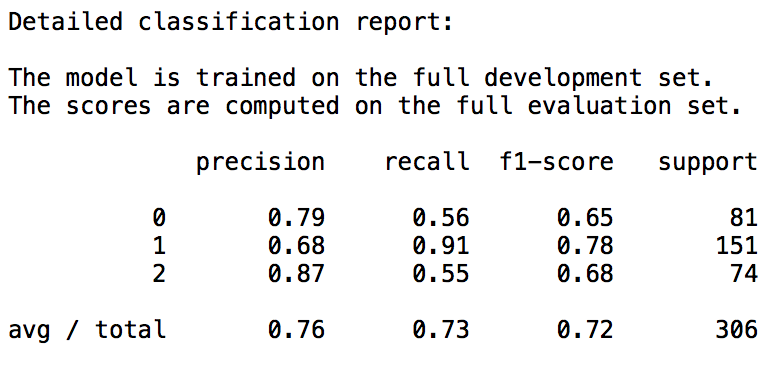 Detailed classification report:
The model is trained on the full development set.
The scores are computed on the full evaluation set.
precision recall f1-score support
0 0.79 0.56 0.65 81
1 0.68 0.91 0.78 151
2 0.87 0.55 0.68 74
avg / total 0.76 0.73 0.72 306